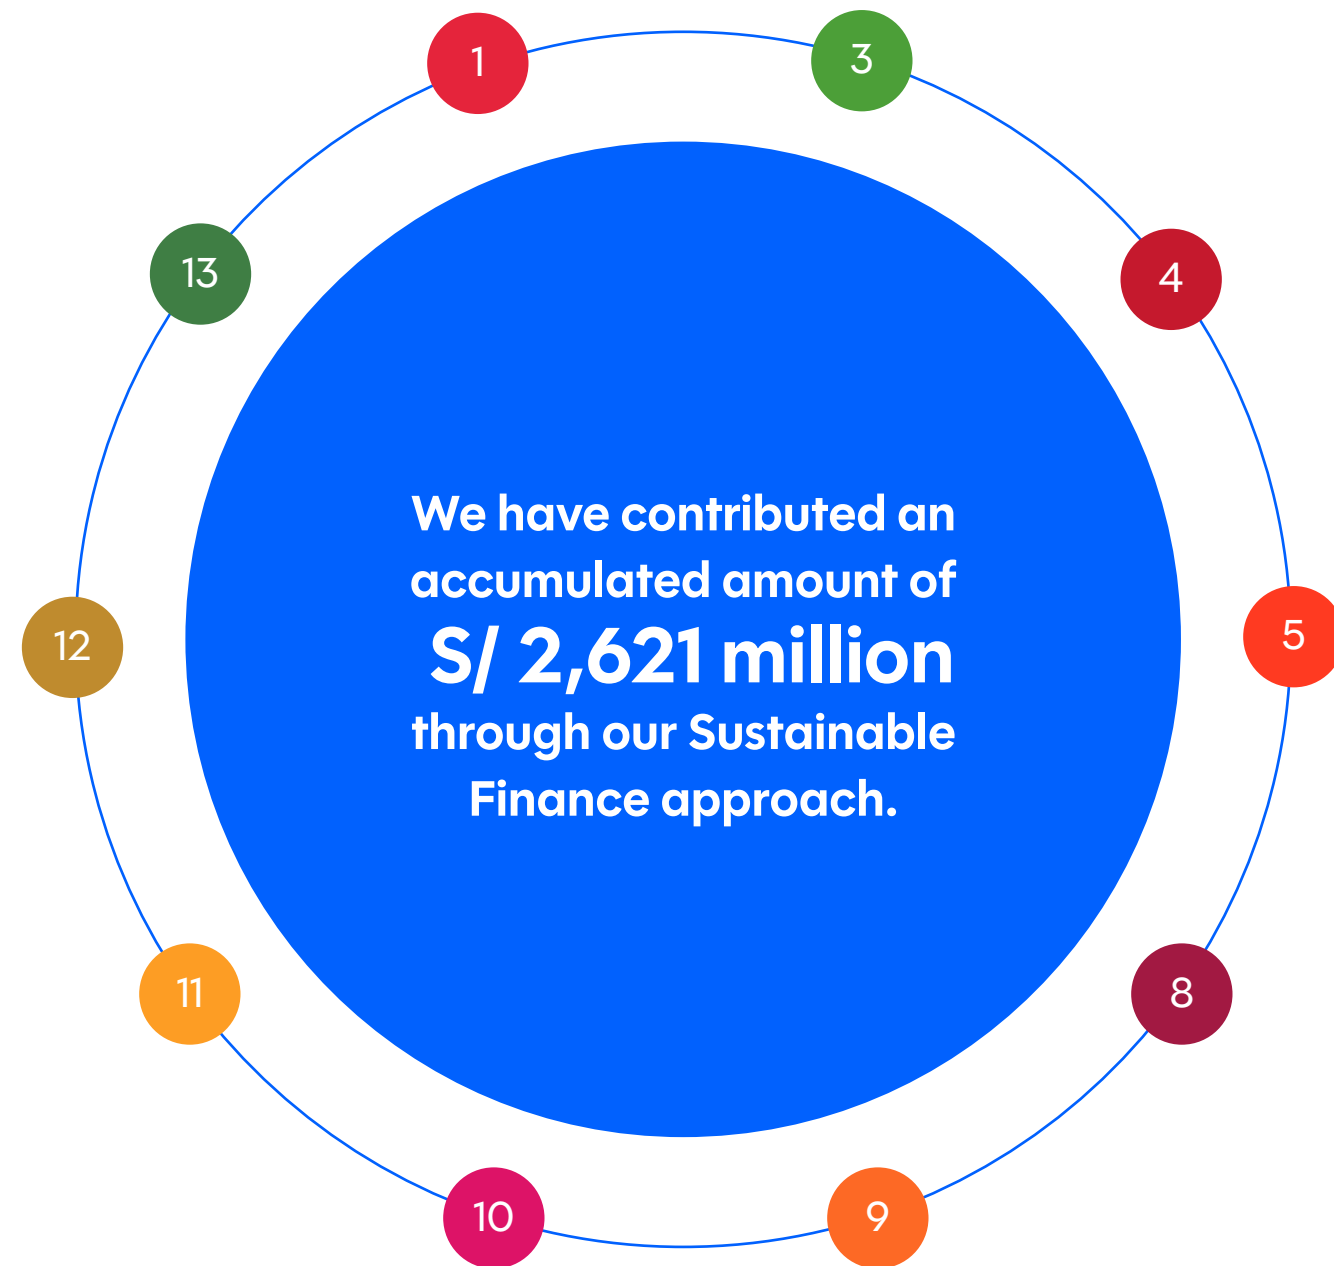 1
3
13
4
We have contributed an
accumulated amount of
S/ 2,621 million
through our Sustainable
Finance approach.
12
5
11
8
10
9